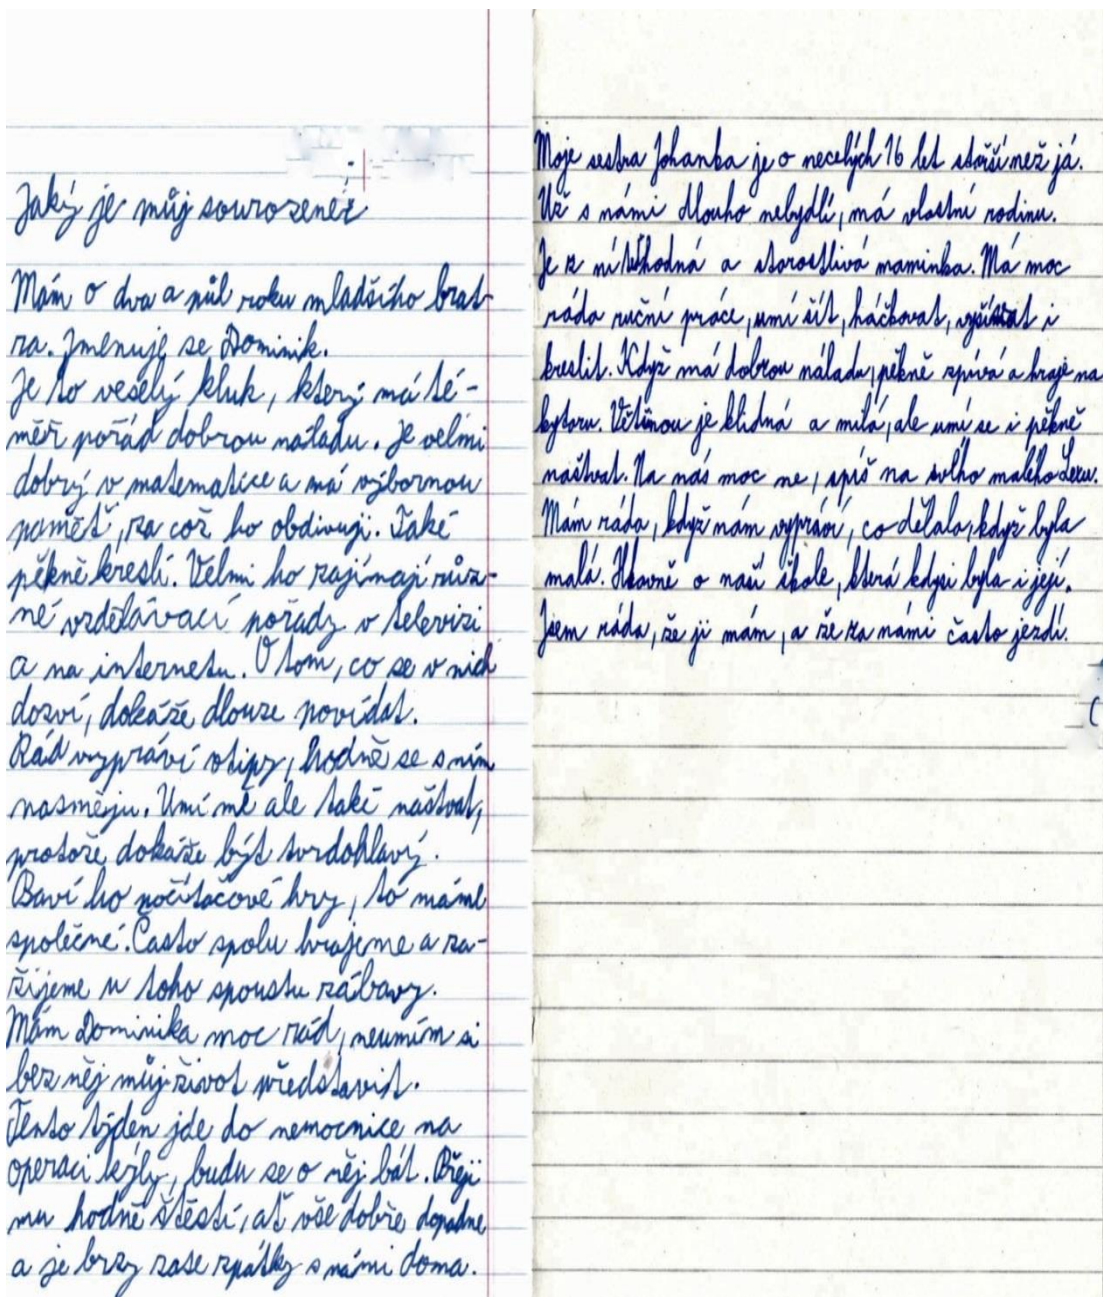 Jaký je můj sourozenec
Mám o dva a půl roku mladšího brat-
ra. Jmenuje se Dominik.
Je to veselý kluk, který má té-
měř pořád dobrou náladu. Je velmi
dobrý v matematice a má výbornou
paměť, za což ho obdivuji. Také
pěkně kreslí. Velmi ho zajímají růz-
né vzdělávací pořady v televizi
a na internetu. O tom, co se v nich
dozví, dokáže dlouze povídat.
Rád vypráví vtipy, hodně se s ním
nasměju. Umí mě ale také naštvat,
protože dokáže být tvrdohlavý.
Baví ho počítačové hry, to máme
společné. Často spolu hrajeme a za-
žijeme u toho spoustu zábavy.
Mám Dominika moc rád, neumím si
bez něj můj život představit.
Tento týden jde do nemocnice na
operaci kýly, budu se o něj bát. Přeji
mu hodně štěstí, ať vše dobře dopadne
a je brzy zase zpátky s námi doma.
Moje sestra Johanka je o necelých 16 let starší než já.
Už s námi dlouho nebydlí, má vlastní rodinu.
Je z ní hodná a starostlivá maminka. Má moc
ráda ruční práce, umí šít, háčkovat, vyšívat i
kreslit. Když má dobrou náladu, pěkně zpívá a hraje na
kytaru. Většinou je klidná a milá, ale umí se i pěkně
naštvat. Na nás moc ne, spíš na svého malého
Mám ráda, když nám vypráví, co dělala, když byla
malá. Hlavně o naší škole, která kdysi byla i její.
Jsem ráda, že ji mám, a že za námi často jezdí.